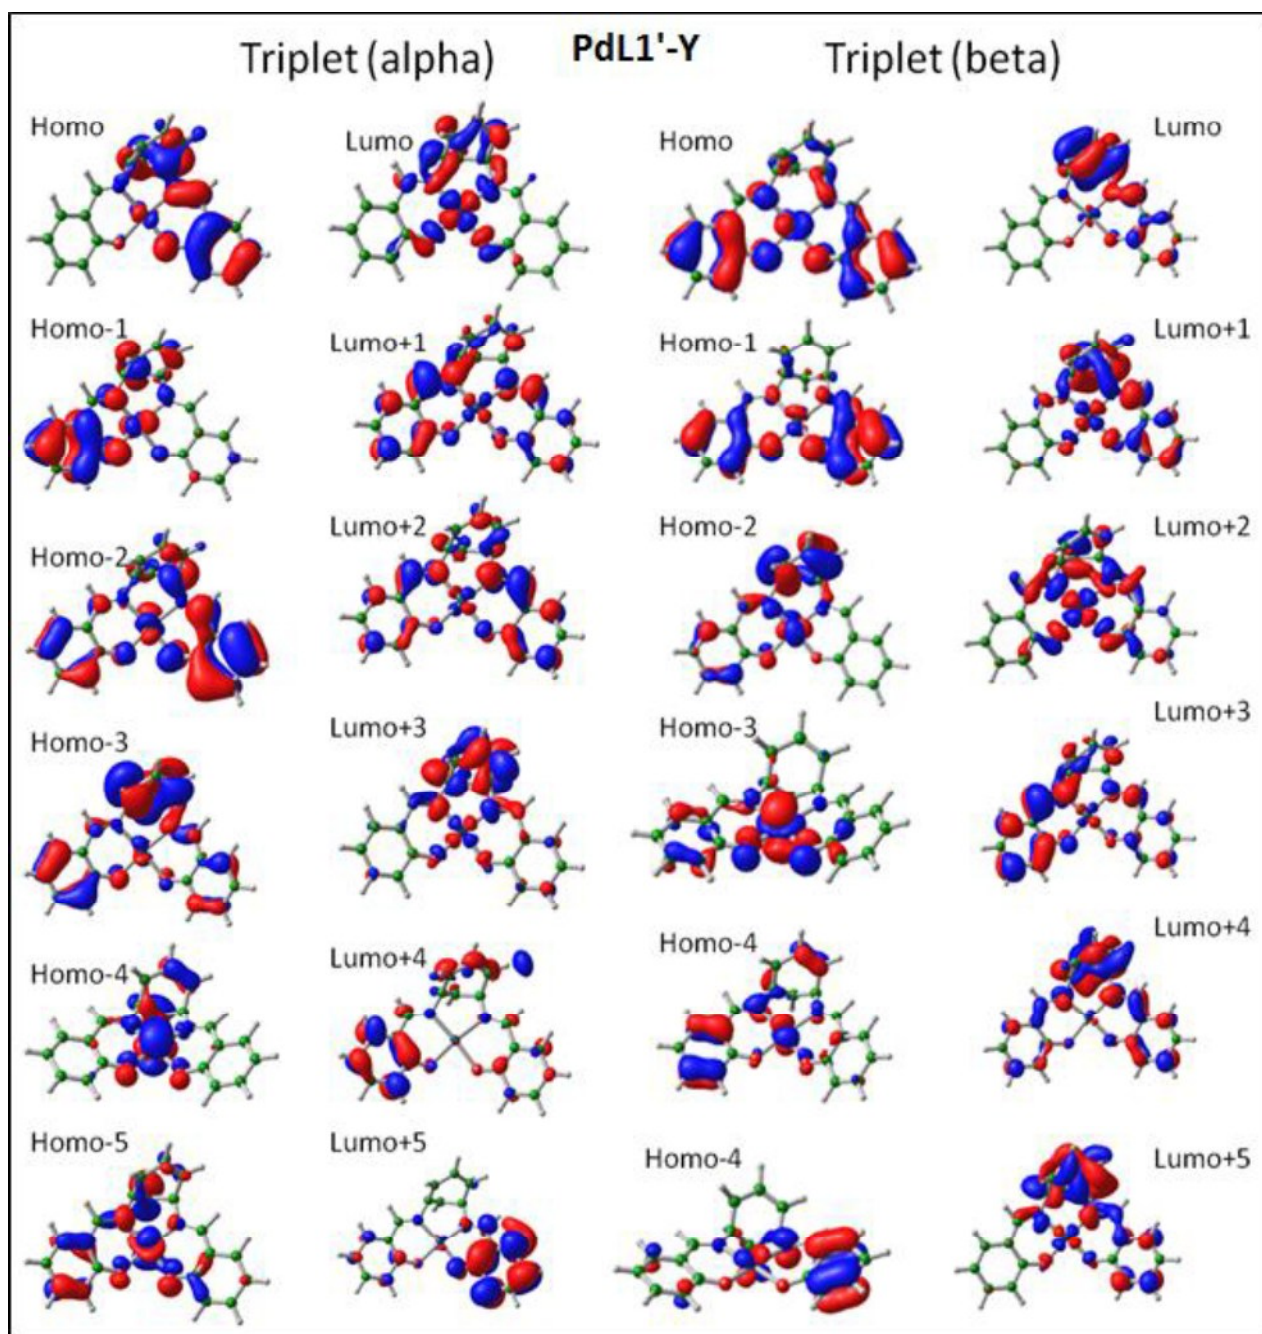 Triplet (alpha) PdL1'-Y Triplet (beta)
Homo Lumo Homo Lumo
Homo-1 Lumo+1 Homo-1 Lumo+1
Homo-2 Lumo+2 Homo-2 Lumo+2
Homo-3 Lumo+3 Homo-3 Lumo+3
Homo-4 Lumo+4 Homo-4 Lumo+4
Homo-5 Lumo+5 Homo-4 Lumo+5